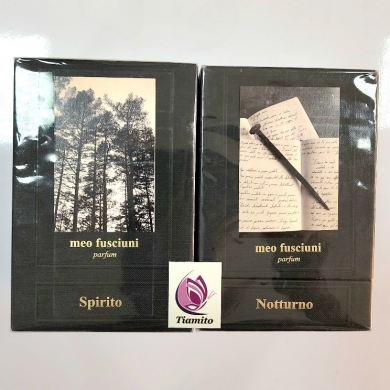 meo fusciuni
parfum
Spirito
meo fusciuni
parfum
Notturno
Tiamito